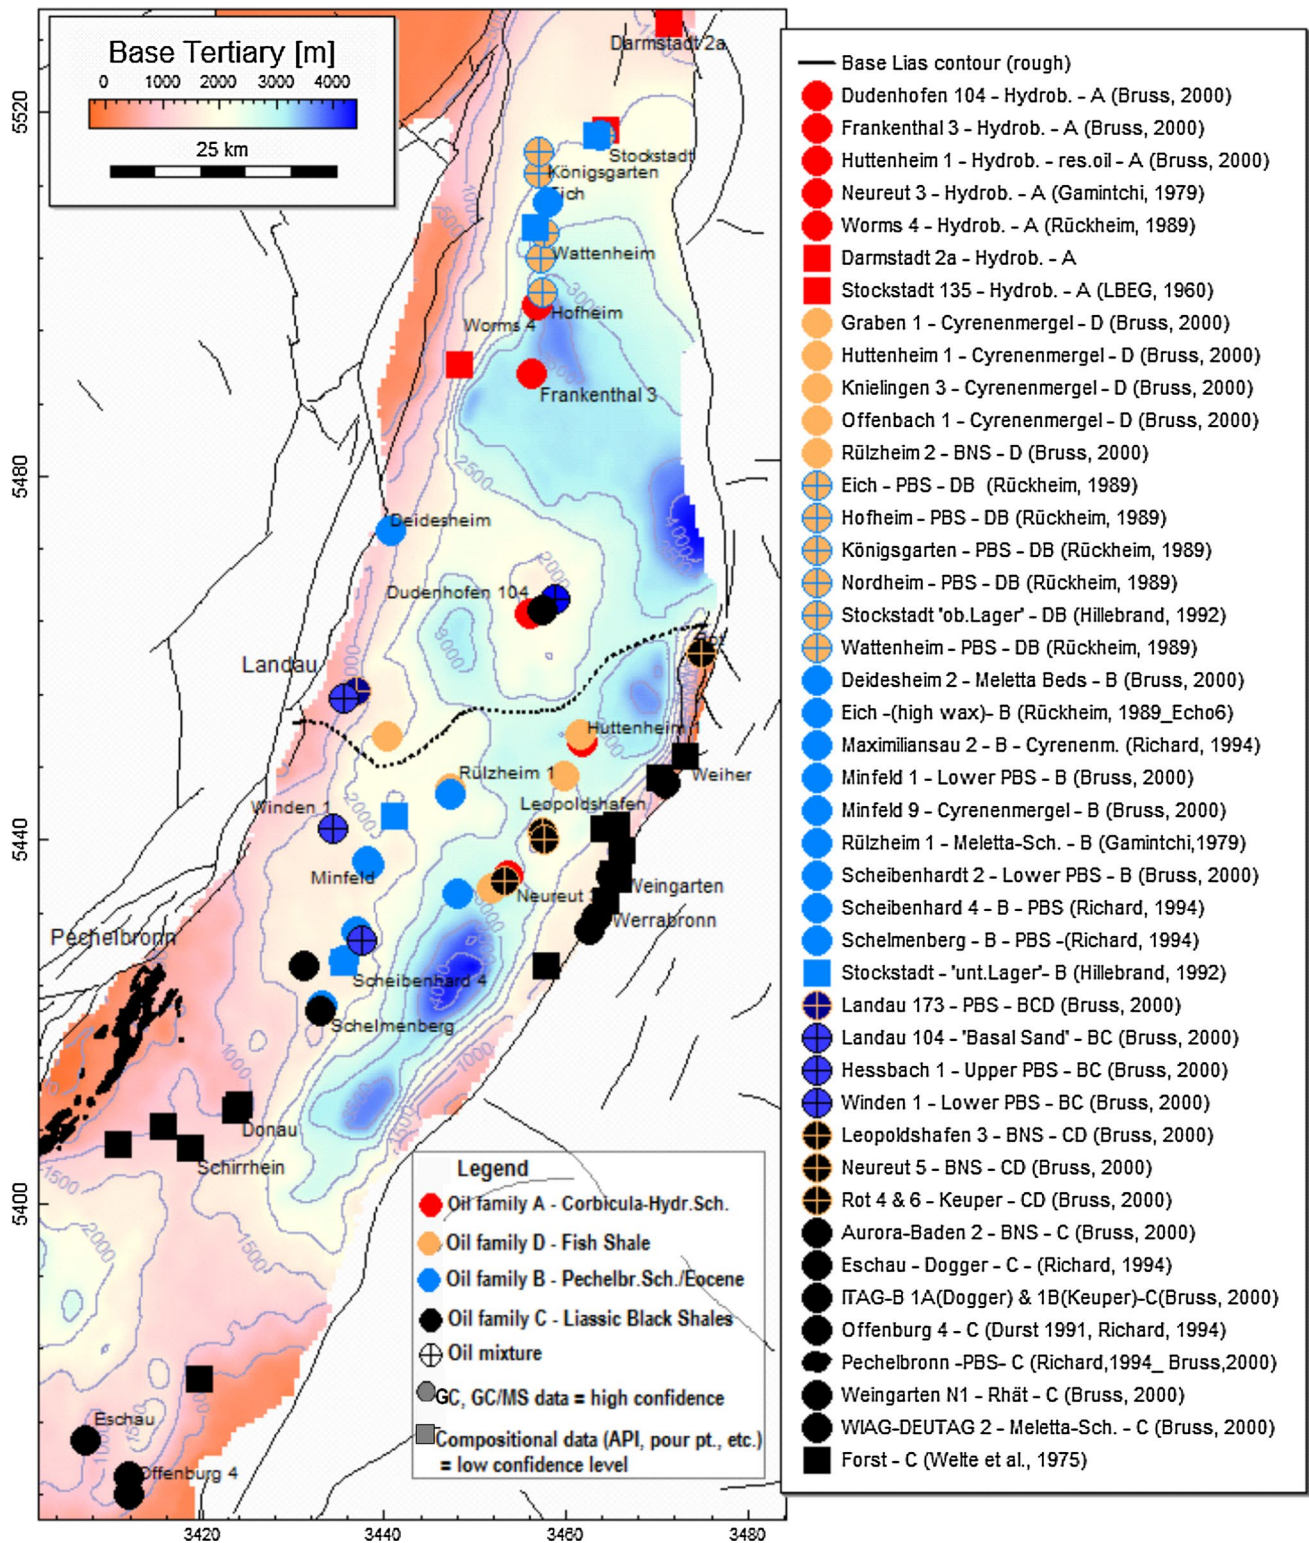 Base Tertiary [m]
0 1000 2000 3000 4000
25 km
5520
5480
5440
5400
3420 3440 3460 3480
Darmstadt 2a
Stockstadt
Königsgarten
Eich
Wattenheim
Hofheim
Worms 4
Frankenthal 3
Deidesheim
Dudenhofen 104
Landau
Rot
Huttenheim 1
Weiher
Rülzheim 1
Leopoldshafen
Winden 1
Minfeld
Neureut
Weingarten
Werrabronn
Pechelbronn
Scheibenhard 4
Schelmenberg
Donau
Schirrhein
Eschau
Offenburg 4
1000
3000
2500
4000
2000
3000
2000
1000
1000
1500
2000
1500
Legend
Oil family A - Corbicula-Hydr.Sch.
Oil family D - Fish Shale
Oil family B - Pechelbr.Sch./Eocene
Oil family C - Liassic Black Shales
Oil mixture
GC, GC/MS data = high confidence
Compositional data (API, pour pt., etc.)
= low confidence level
Base Lias contour (rough)
Dudenhofen 104 - Hydrob. - A (Bruss, 2000)
Frankenthal 3 - Hydrob. - A (Bruss, 2000)
Huttenheim 1 - Hydrob. - res.oil - A (Bruss, 2000)
Neureut 3 - Hydrob. - A (Gamintchi, 1979)
Worms 4 - Hydrob. - A (Rückheim, 1989)
Darmstadt 2a - Hydrob. - A
Stockstadt 135 - Hydrob. - A (LBEG, 1960)
Graben 1 - Cyrenenmergel - D (Bruss, 2000)
Huttenheim 1 - Cyrenenmergel - D (Bruss, 2000)
Knielingen 3 - Cyrenenmergel - D (Bruss, 2000)
Offenbach 1 - Cyrenenmergel - D (Bruss, 2000)
Rülzheim 2 - BNS - D (Bruss, 2000)
Eich - PBS - DB (Rückheim, 1989)
Hofheim - PBS - DB (Rückheim, 1989)
Königsgarten - PBS - DB (Rückheim, 1989)
Nordheim - PBS - DB (Rückheim, 1989)
Stockstadt 'ob.Lager' - DB (Hillebrand, 1992)
Wattenheim - PBS - DB (Rückheim, 1989)
Deidesheim 2 - Meletta Beds - B (Bruss, 2000)
Eich -(high wax)- B (Rückheim, 1989_Echo6)
Maximiliansau 2 - B - Cyrenenm. (Richard, 1994)
Minfeld 1 - Lower PBS - B (Bruss, 2000)
Minfeld 9 - Cyrenenmergel - B (Bruss, 2000)
Rülzheim 1 - Meletta-Sch. - B (Gamintchi,1979)
Scheibenhardt 2 - Lower PBS - B (Bruss, 2000)
Scheibenhard 4 - B - PBS (Richard, 1994)
Schelmenberg - B - PBS -(Richard, 1994)
Stockstadt - 'unt.Lager'- B (Hillebrand, 1992)
Landau 173 - PBS - BCD (Bruss, 2000)
Landau 104 - 'Basal Sand' - BC (Bruss, 2000)
Hessbach 1 - Upper PBS - BC (Bruss, 2000)
Winden 1 - Lower PBS - BC (Bruss, 2000)
Leopoldshafen 3 - BNS - CD (Bruss, 2000)
Neureut 5 - BNS - CD (Bruss, 2000)
Rot 4 & 6 - Keuper - CD (Bruss, 2000)
Aurora-Baden 2 - BNS - C (Bruss, 2000)
Eschau - Dogger - C - (Richard, 1994)
ITAG-B 1A(Dogger) & 1B(Keuper)-C(Bruss, 2000)
Offenburg 4 - C (Durst 1991, Richard, 1994)
Pechelbronn -PBS- C (Richard,1994_ Bruss,2000)
Weingarten N1 - Rhät - C (Bruss, 2000)
WIAG-DEUTAG 2 - Meletta-Sch. - C (Bruss, 2000)
Forst - C (Welte et al., 1975)